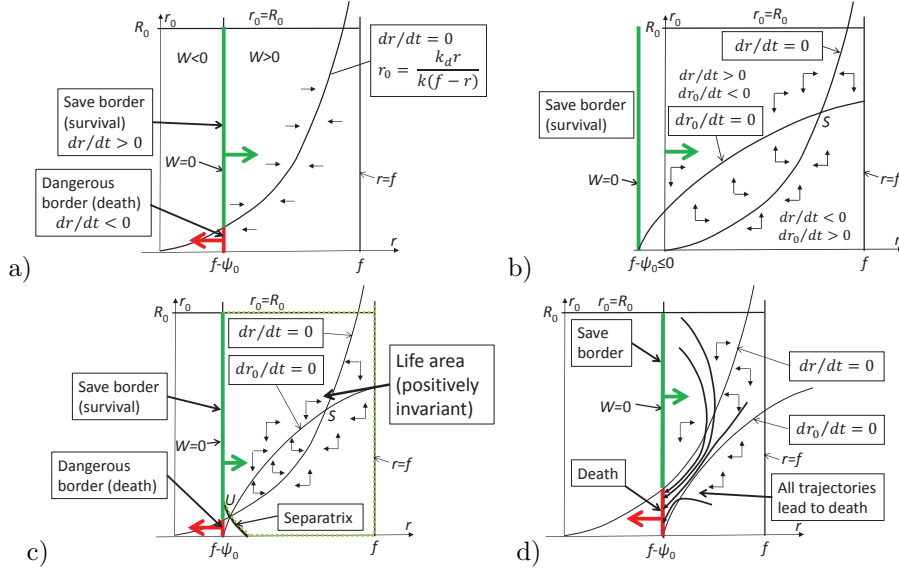 r₀
r₀=R₀
R₀
W<0
W>0
dr/dt = 0
r₀ = k_d r / k(f − r)
Save border
(survival)
dr/dt > 0
W=0
Dangerous
border (death)
dr/dt < 0
r=f
r
f-ψ₀
f
a)
r₀
r₀=R₀
R₀
dr/dt = 0
dr/dt > 0
dr₀/dt < 0
dr₀/dt = 0
S
Save border
(survival)
W=0
r=f
dr/dt < 0
dr₀/dt > 0
r
f-ψ₀≤0
f
b)
r₀
r₀=R₀
R₀
dr/dt = 0
dr₀/dt = 0
Life area
(positively
invariant)
Save border
(survival)
S
W=0
r=f
Dangerous
border (death)
U
Separatrix
r
f-ψ₀
f
c)
r₀
r₀=R₀
R₀
Save
border
dr/dt = 0
W=0
dr₀/dt = 0
r=f
Death
All trajectories
lead to death
r
f-ψ₀
f
d)